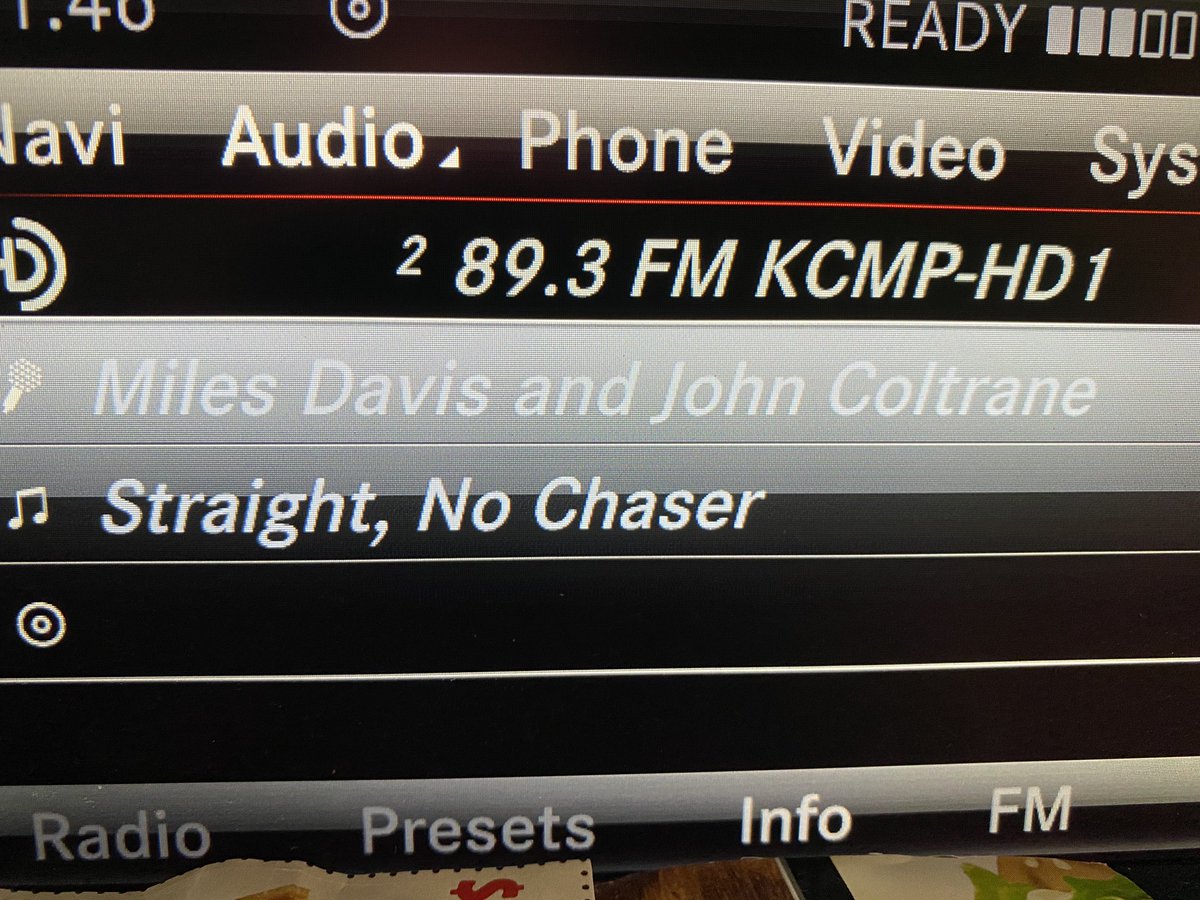 READY
Navi Audio Phone Video Sys
2 89.3 FM KCMP-HD1
Miles Davis and John Coltrane
Straight, No Chaser
Radio Presets Info FM
$